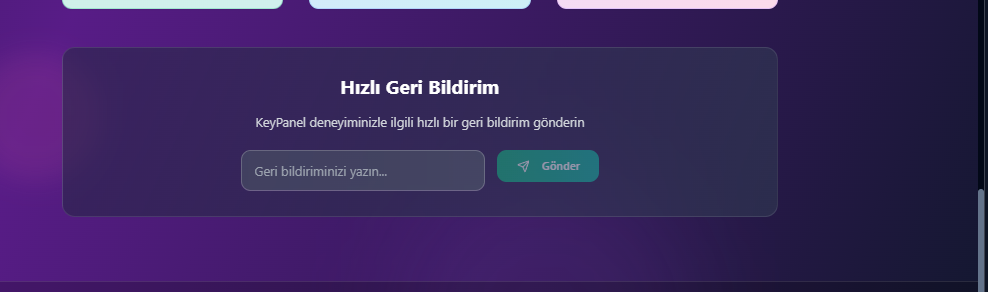 Hızlı Geri Bildirim
KeyPanel deneyiminizle ilgili hızlı bir geri bildirim gönderin
Geri bildiriminizi yazın...
Gönder